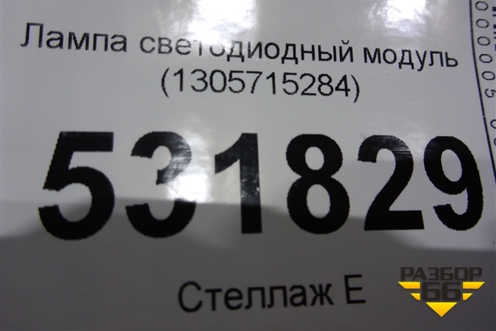 Лампа светодиодный модуль
(1305715284)
531829
Стеллаж Е
РАЗБОР
66